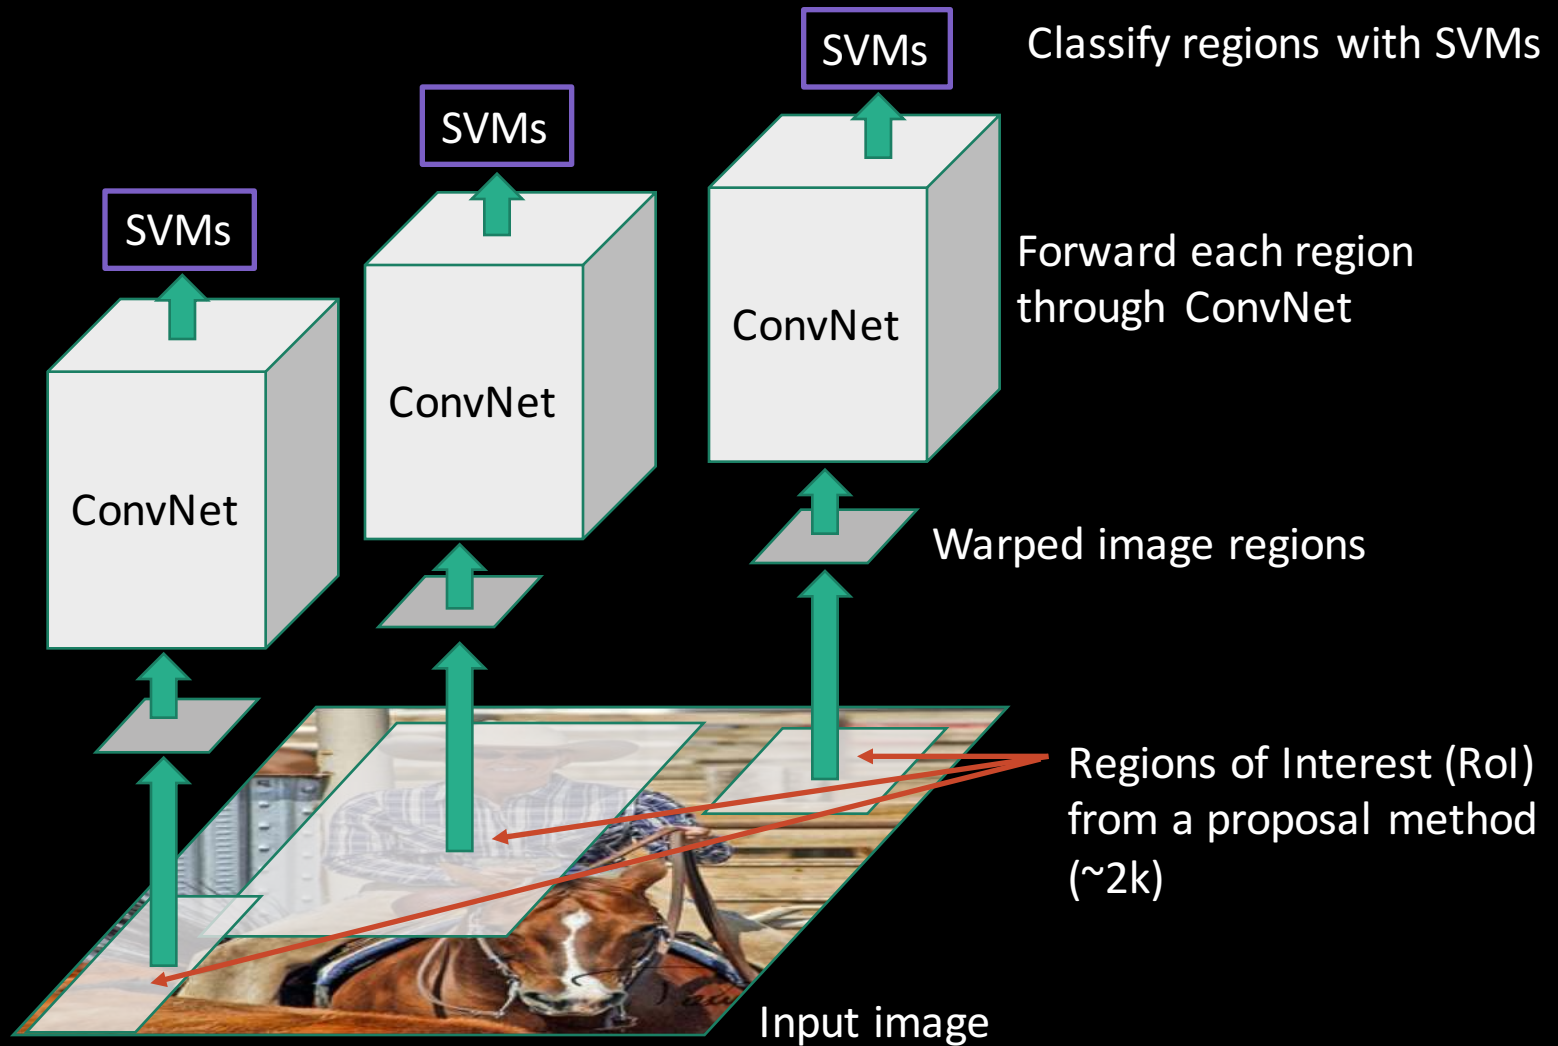 SVMs
Classify regions with SVMs
SVMs
SVMs
Forward each region
through ConvNet
ConvNet
ConvNet
ConvNet
Warped image regions
Regions of Interest (RoI)
from a proposal method
(~2k)
Input image